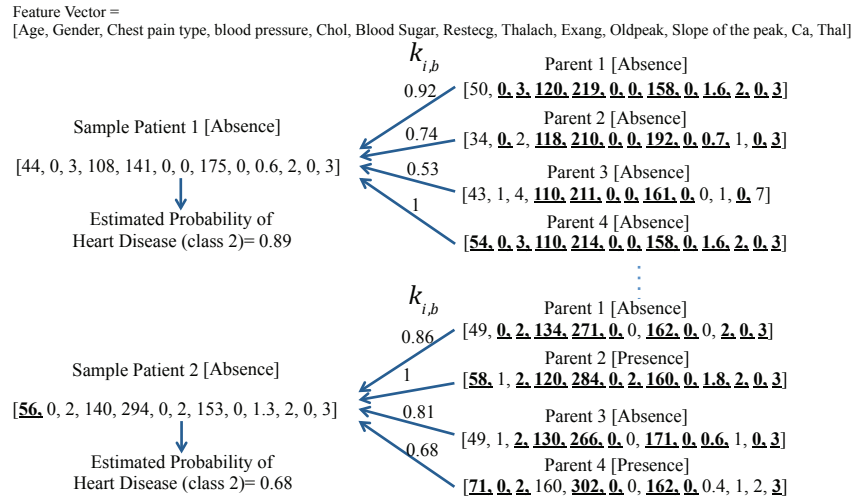 Feature Vector =
[Age, Gender, Chest pain type, blood pressure, Chol, Blood Sugar, Restecg, Thalach, Exang, Oldpeak, Slope of the peak, Ca, Thal]
k i,b
Parent 1 [Absence]
0.92
[50, 0, 3, 120, 219, 0, 0, 158, 0, 1.6, 2, 0, 3]
Parent 2 [Absence]
Sample Patient 1 [Absence]
0.74
[34, 0, 2, 118, 210, 0, 0, 192, 0, 0.7, 1, 0, 3]
[44, 0, 3, 108, 141, 0, 0, 175, 0, 0.6, 2, 0, 3]
0.53
Parent 3 [Absence]
[43, 1, 4, 110, 211, 0, 0, 161, 0, 0, 1, 0, 7]
1
Parent 4 [Absence]
Estimated Probability of
Heart Disease (class 2)= 0.89
[54, 0, 3, 110, 214, 0, 0, 158, 0, 1.6, 2, 0, 3]
k i,b
Parent 1 [Absence]
0.86
[49, 0, 2, 134, 271, 0, 0, 162, 0, 0, 2, 0, 3]
Parent 2 [Presence]
Sample Patient 2 [Absence]
1
[58, 1, 2, 120, 284, 0, 2, 160, 0, 1.8, 2, 0, 3]
[56, 0, 2, 140, 294, 0, 2, 153, 0, 1.3, 2, 0, 3]
0.81
Parent 3 [Absence]
[49, 1, 2, 130, 266, 0, 0, 171, 0, 0.6, 1, 0, 3]
0.68
Parent 4 [Presence]
Estimated Probability of
Heart Disease (class 2)= 0.68
[71, 0, 2, 160, 302, 0, 0, 162, 0, 0.4, 1, 2, 3]